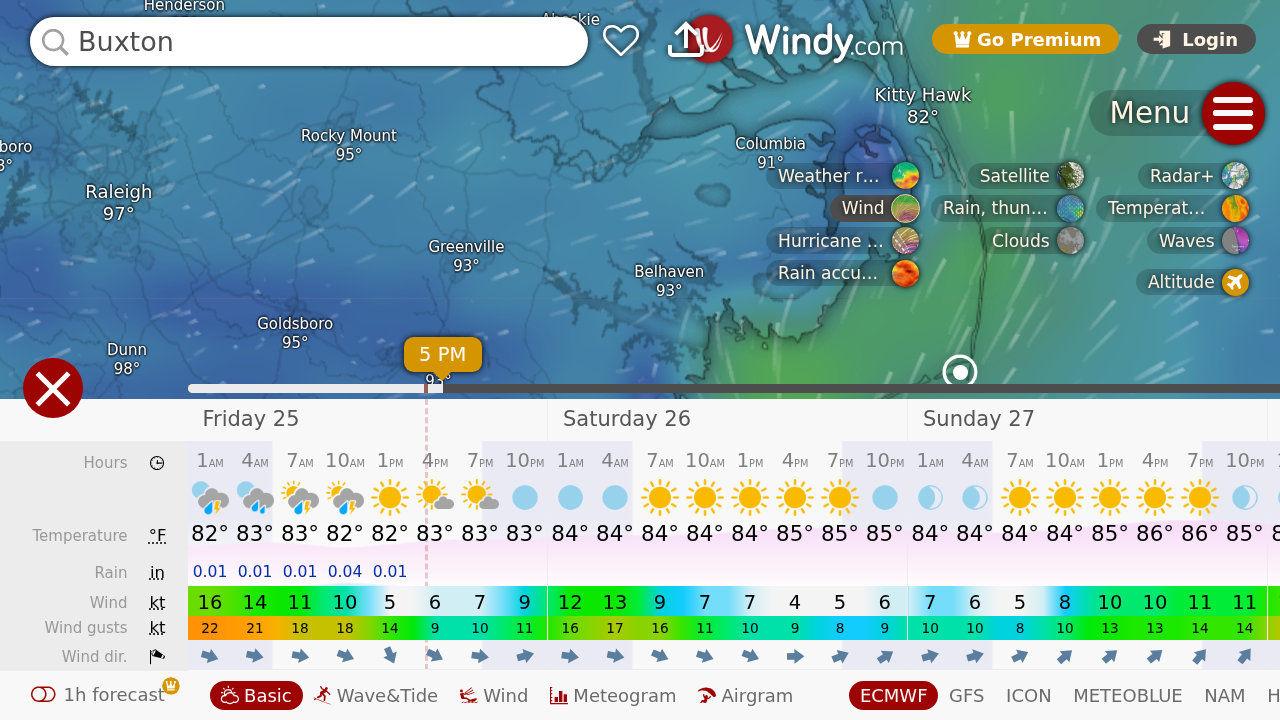 Henderson
Buxton
Windy.com
Go Premium
Login
Kitty Hawk
82°
Menu
Rocky Mount
95°
Columbia
91°
boro
Raleigh
97°
Weather r...
Satellite
Radar+
Wind
Rain, thun...
Temperat...
Greenville
93°
Hurricane ...
Clouds
Waves
Belhaven
93°
Rain accu...
Altitude
Goldsboro
95°
Dunn
98°
5 PM
Friday 25
Saturday 26
Sunday 27
Hours
1AM 4AM 7AM 10AM 1PM 4PM 7PM 10PM 1AM 4AM 7AM 10AM 1PM 4PM 7PM 10PM 1AM 4AM 7AM 10AM 1PM 4PM 7PM 10PM
Temperature °F
82° 83° 83° 82° 82° 83° 83° 83° 84° 84° 84° 84° 84° 85° 85° 85° 84° 84° 84° 84° 85° 86° 86° 85° 8
Rain in
0.01 0.01 0.01 0.04 0.01
Wind kt
16 14 11 10 5 6 7 9 12 13 9 7 7 4 5 6 7 6 5 8 10 10 11 11
Wind gusts kt
22 21 18 18 14 9 10 11 16 17 16 11 10 9 8 9 10 10 8 10 13 13 14 14
Wind dir.
1h forecast
Basic
Wave&Tide
Wind
Meteogram
Airgram
ECMWF
GFS
ICON
METEOBLUE
NAM
H